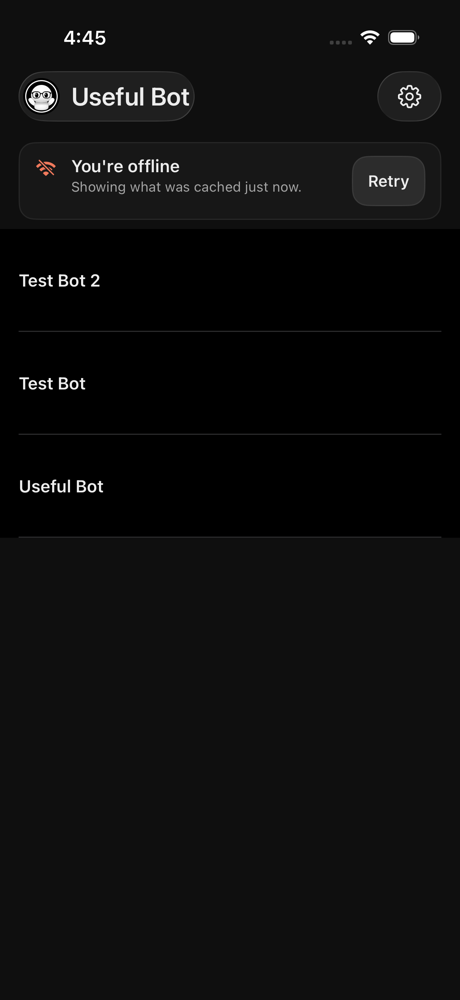 4:45
Useful Bot
You're offline
Showing what was cached just now.
Retry
Test Bot 2
Test Bot
Useful Bot